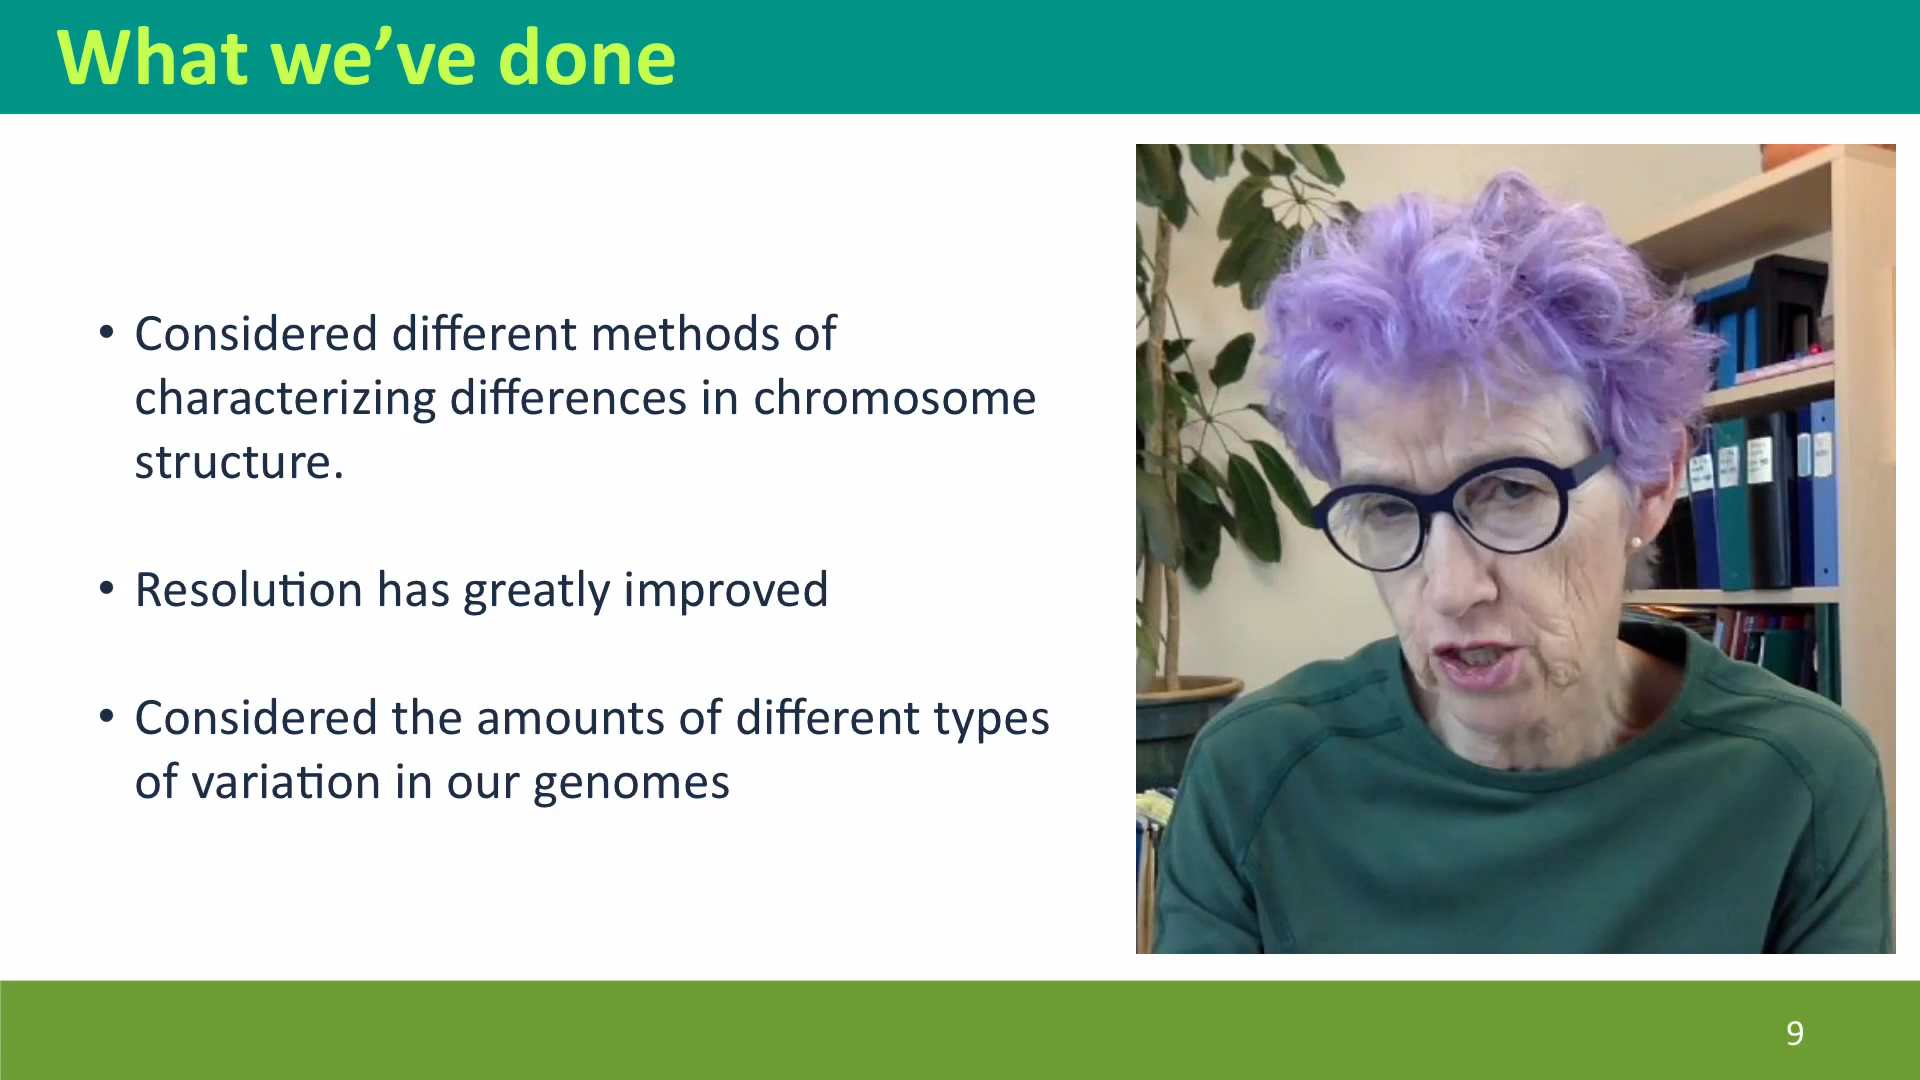 What we’ve done
• Considered different methods of
characterizing differences in chromosome
structure.
• Resolution has greatly improved
• Considered the amounts of different types
of variation in our genomes
9